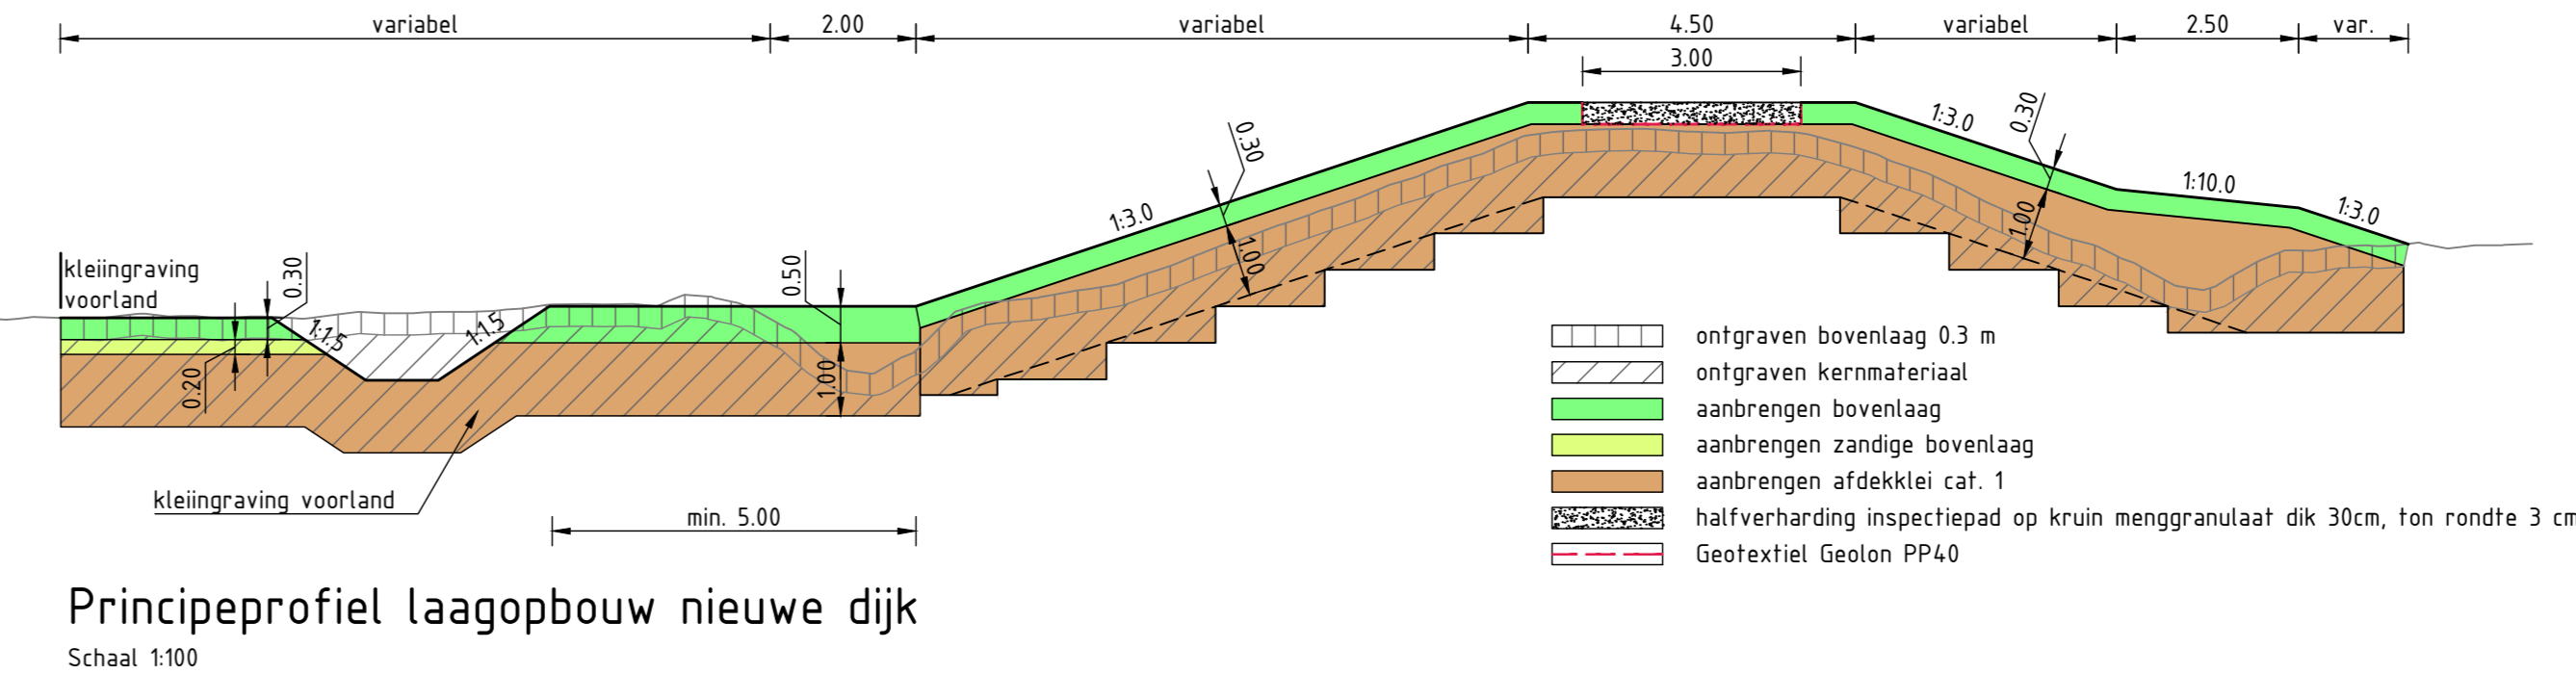 variabel
2.00
variabel
4.50
variabel
2.50
var.
3.00
1:3.0
0.30
0.30
1:10.0
1:3.0
1:3.0
1.00
1.00
kleiingraving
voorland
0.30
0.50
1:1.5
1:1.5
0.20
1.00
kleiingraving voorland
min. 5.00
ontgraven bovenlaag 0.3 m
ontgraven kernmateriaal
aanbrengen bovenlaag
aanbrengen zandige bovenlaag
aanbrengen afdekklei cat. 1
halfverharding inspectiepad op kruin menggranulaat dik 30cm, ton rondte 3 cm
Geotextiel Geolon PP40
Principeprofiel laagopbouw nieuwe dijk
Schaal 1:100